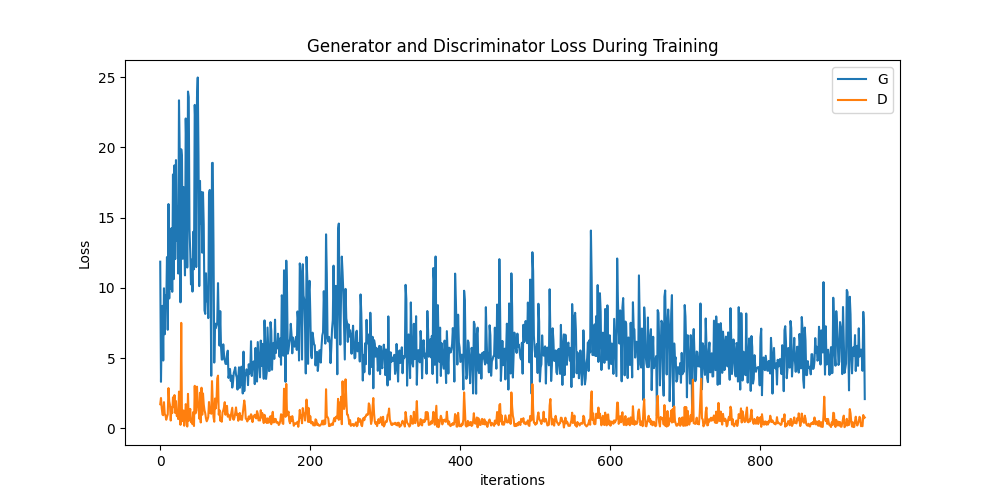 Generator and Discriminator Loss During Training
G
D
25
20
15
10
5
0
Loss
0 200 400 600 800
iterations